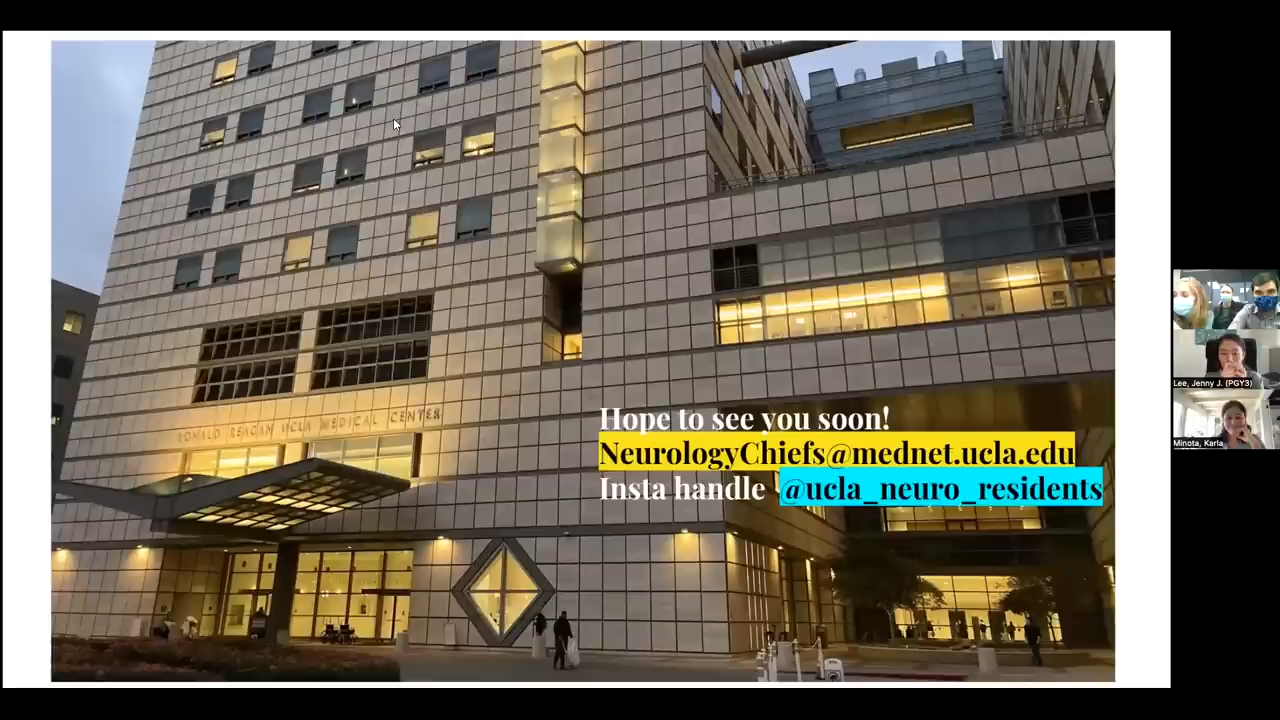 RONALD REAGAN UCLA MEDICAL CENTER
Hope to see you soon!
NeurologyChiefs@mednet.ucla.edu
Insta handle @ucla_neuro_residents
Lee, Jenny J. (PGY3)
Minota, Karla